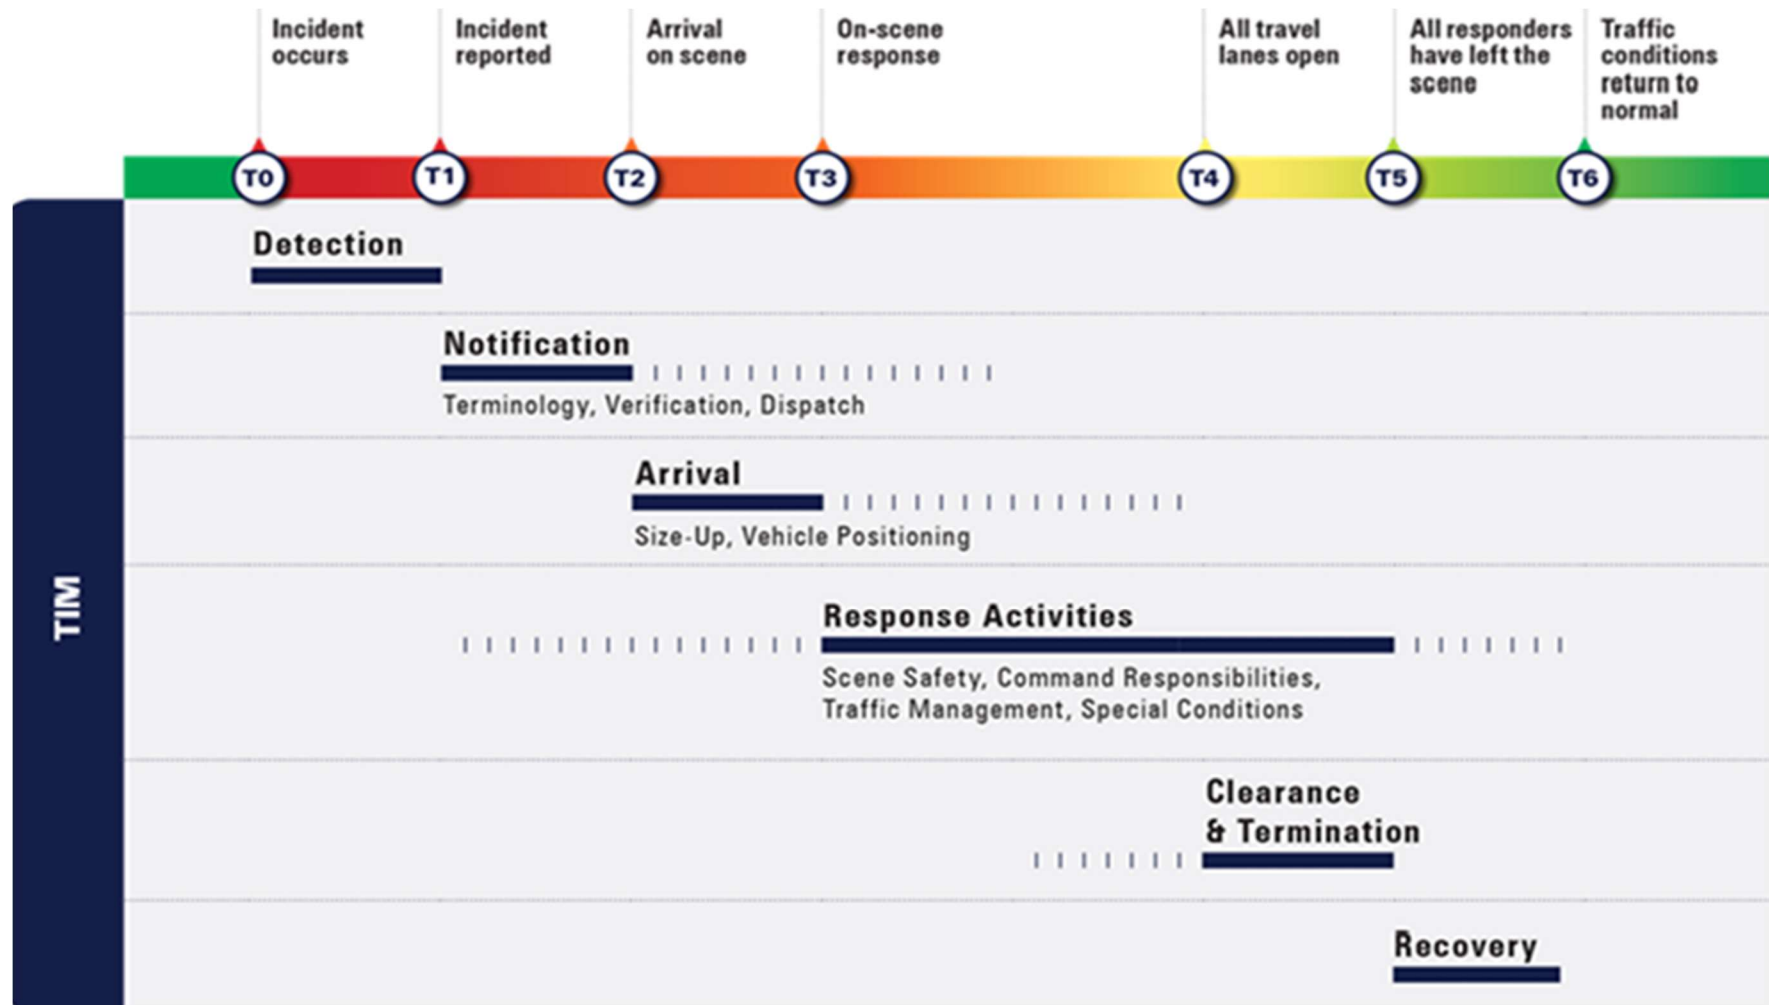 Incident
occurs
Incident
reported
Arrival
on scene
On-scene
response
All travel
lanes open
All responders
have left the
scene
Traffic
conditions
return to
normal
T0
T1
T2
T3
T4
T5
T6
TIM
Detection
Notification
Terminology, Verification, Dispatch
Arrival
Size-Up, Vehicle Positioning
Response Activities
Scene Safety, Command Responsibilities,
Traffic Management, Special Conditions
Clearance
& Termination
Recovery